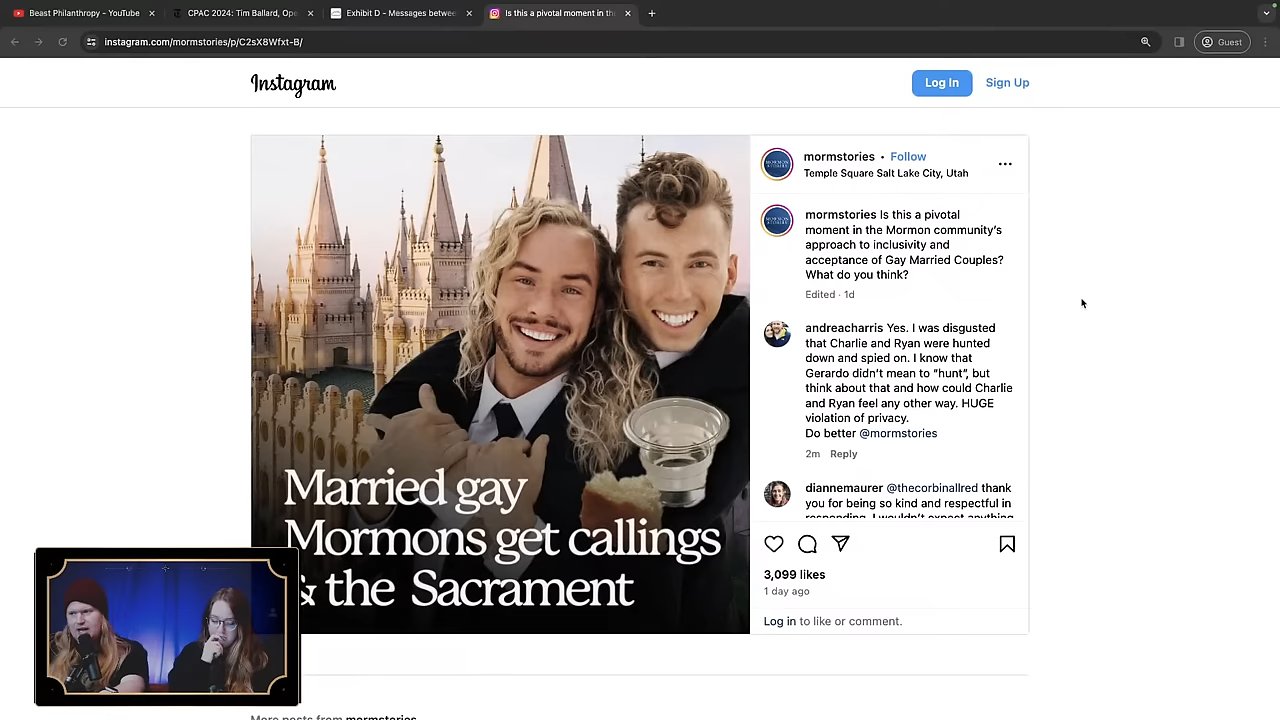 Beast Philanthropy - YouTube
CPAC 2024: Tim Ballard, Ope
Exhibit D - Messages betwee
Is this a pivotal moment in th
instagram.com/mormstories/p/C2sX8Wfxt-B/
Guest
Instagram
Log In
Sign Up
mormstories • Follow
Temple Square Salt Lake City, Utah
mormstories Is this a pivotal
moment in the Mormon community's
approach to inclusivity and
acceptance of Gay Married Couples?
What do you think?
Edited · 1d
andreacharris Yes. I was disgusted
that Charlie and Ryan were hunted
down and spied on. I know that
Gerardo didn't mean to "hunt", but
think about that and how could Charlie
and Ryan feel any other way. HUGE
violation of privacy.
Do better @mormstories
2m Reply
diannemaurer @thecorbinallred thank
you for being so kind and respectful in
responding. I wouldn't expect anything
Married gay
Mormons get callings
& the Sacrament
3,099 likes
1 day ago
Log in to like or comment.
More posts from mormstories